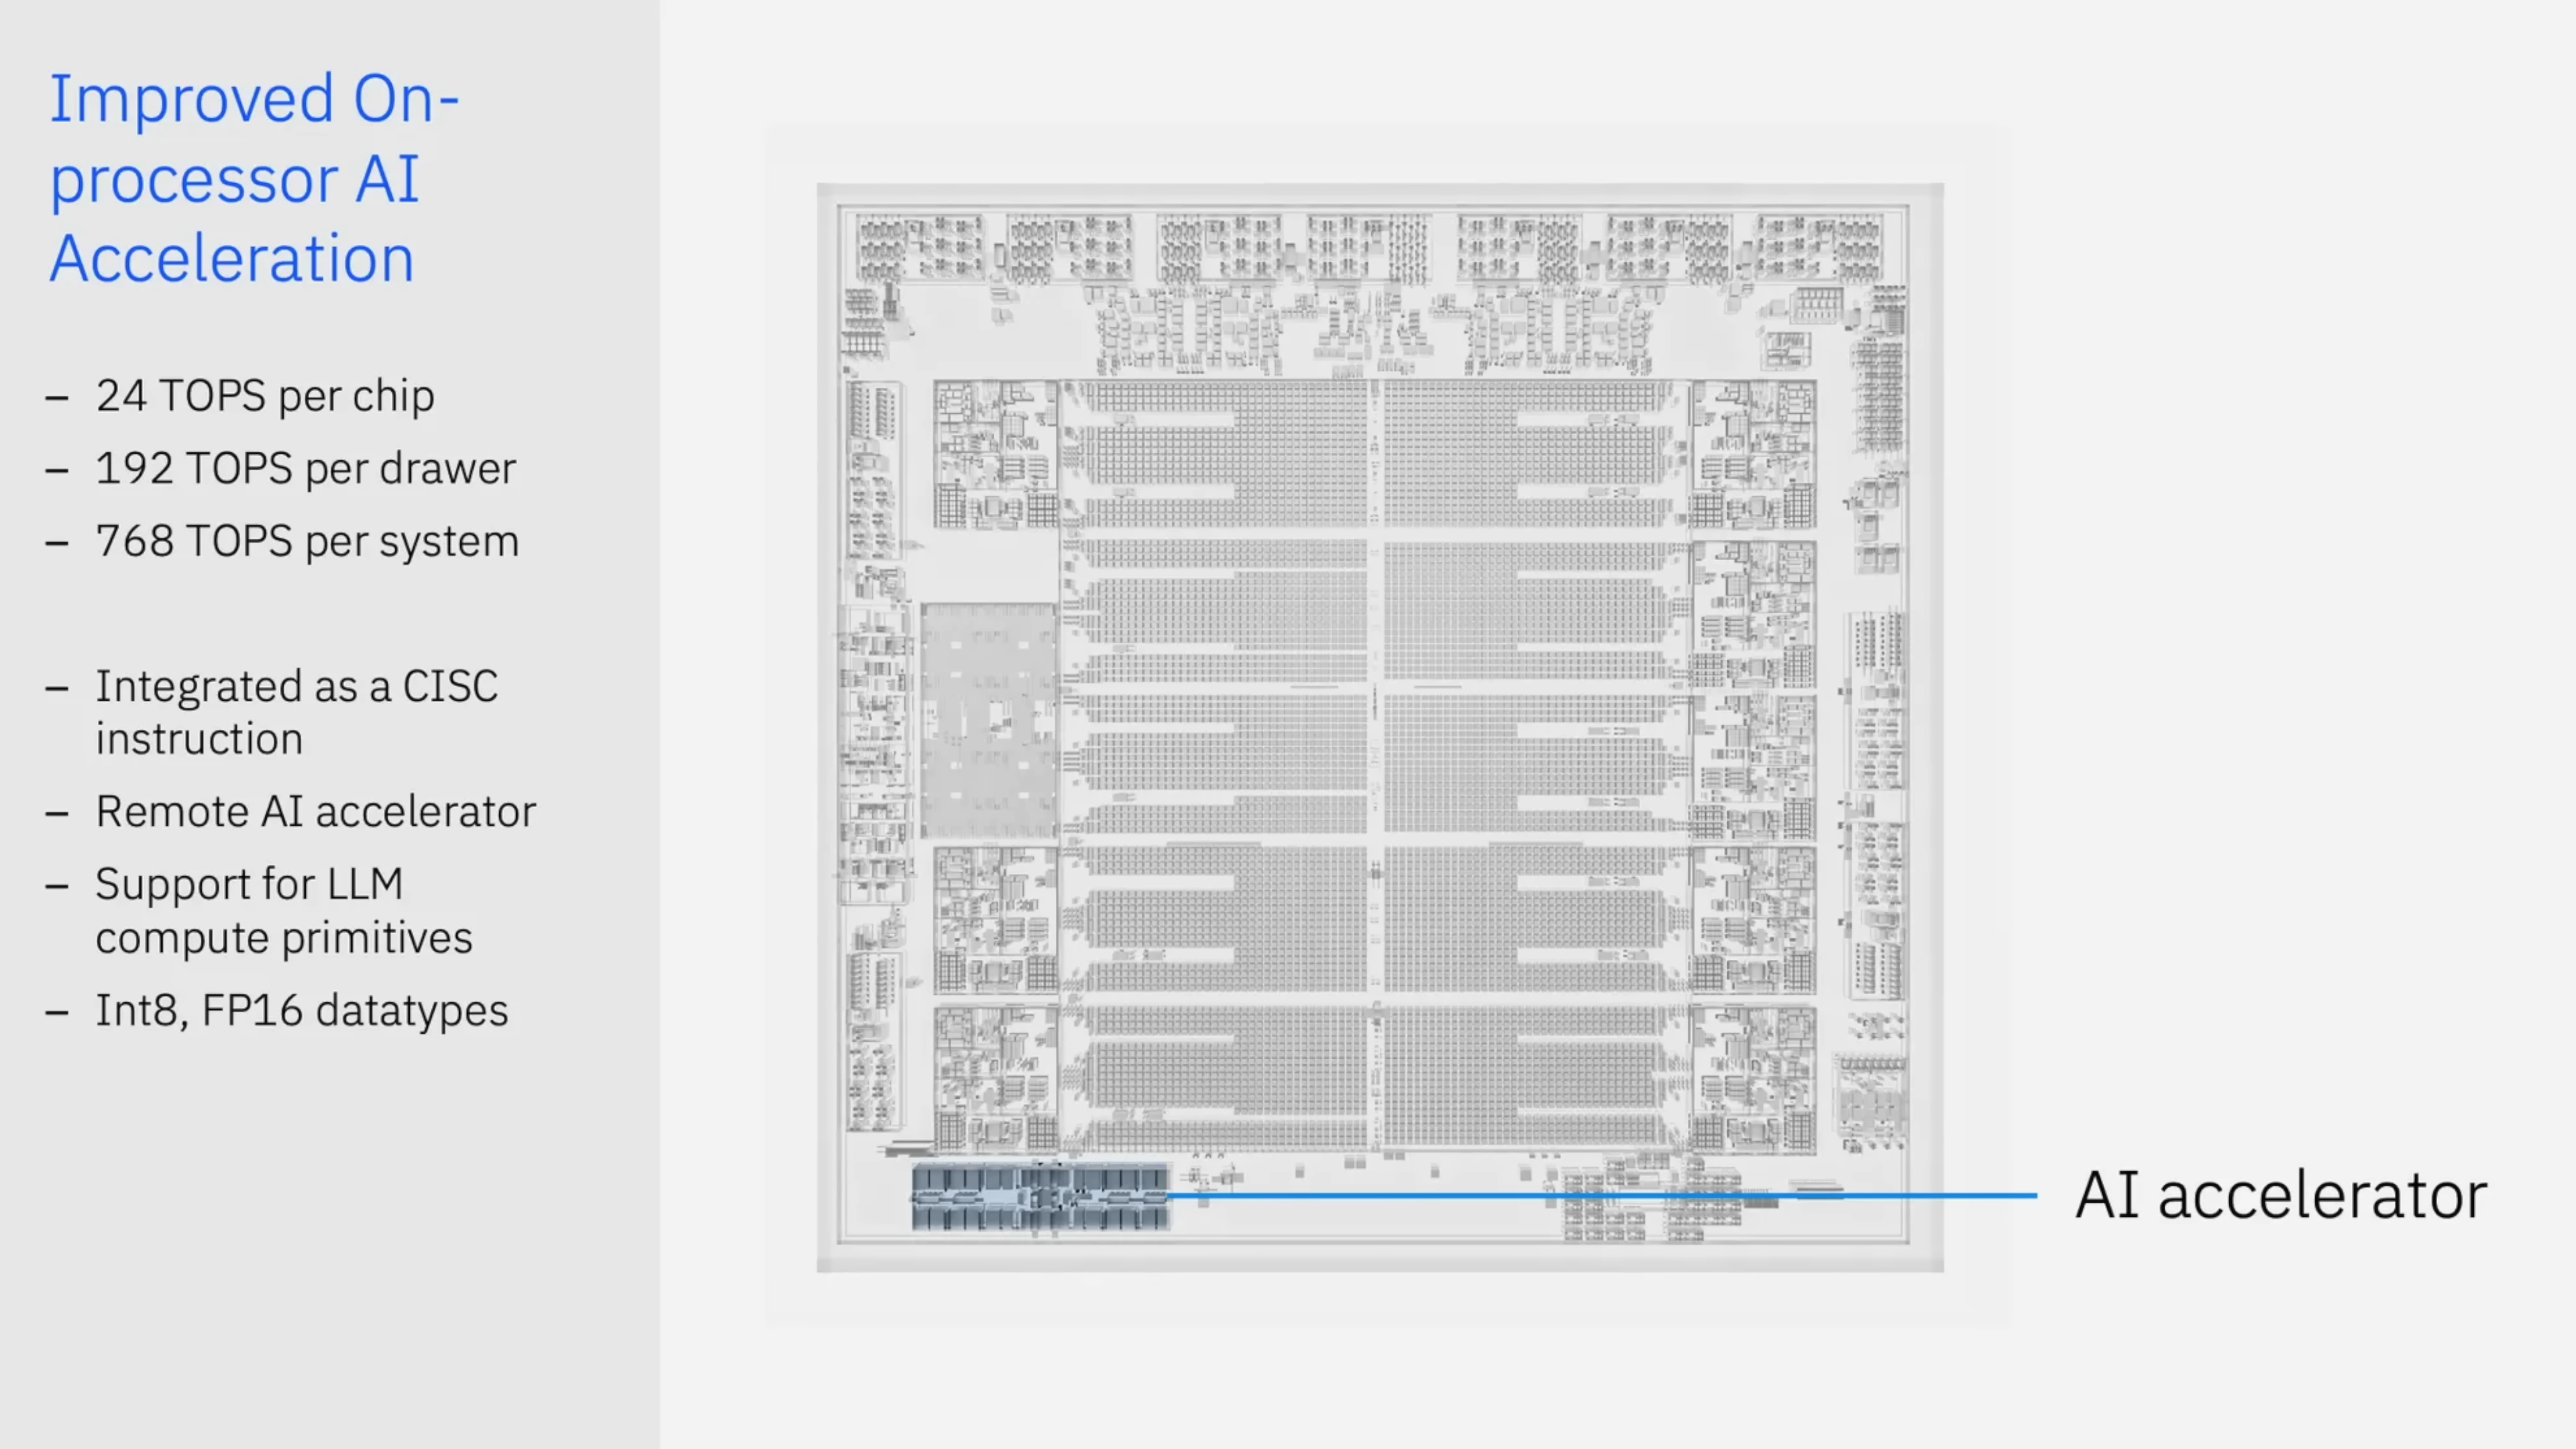 Improved On-
processor AI
Acceleration
– 24 TOPS per chip
– 192 TOPS per drawer
– 768 TOPS per system
– Integrated as a CISC
instruction
– Remote AI accelerator
– Support for LLM
compute primitives
– Int8, FP16 datatypes
AI accelerator